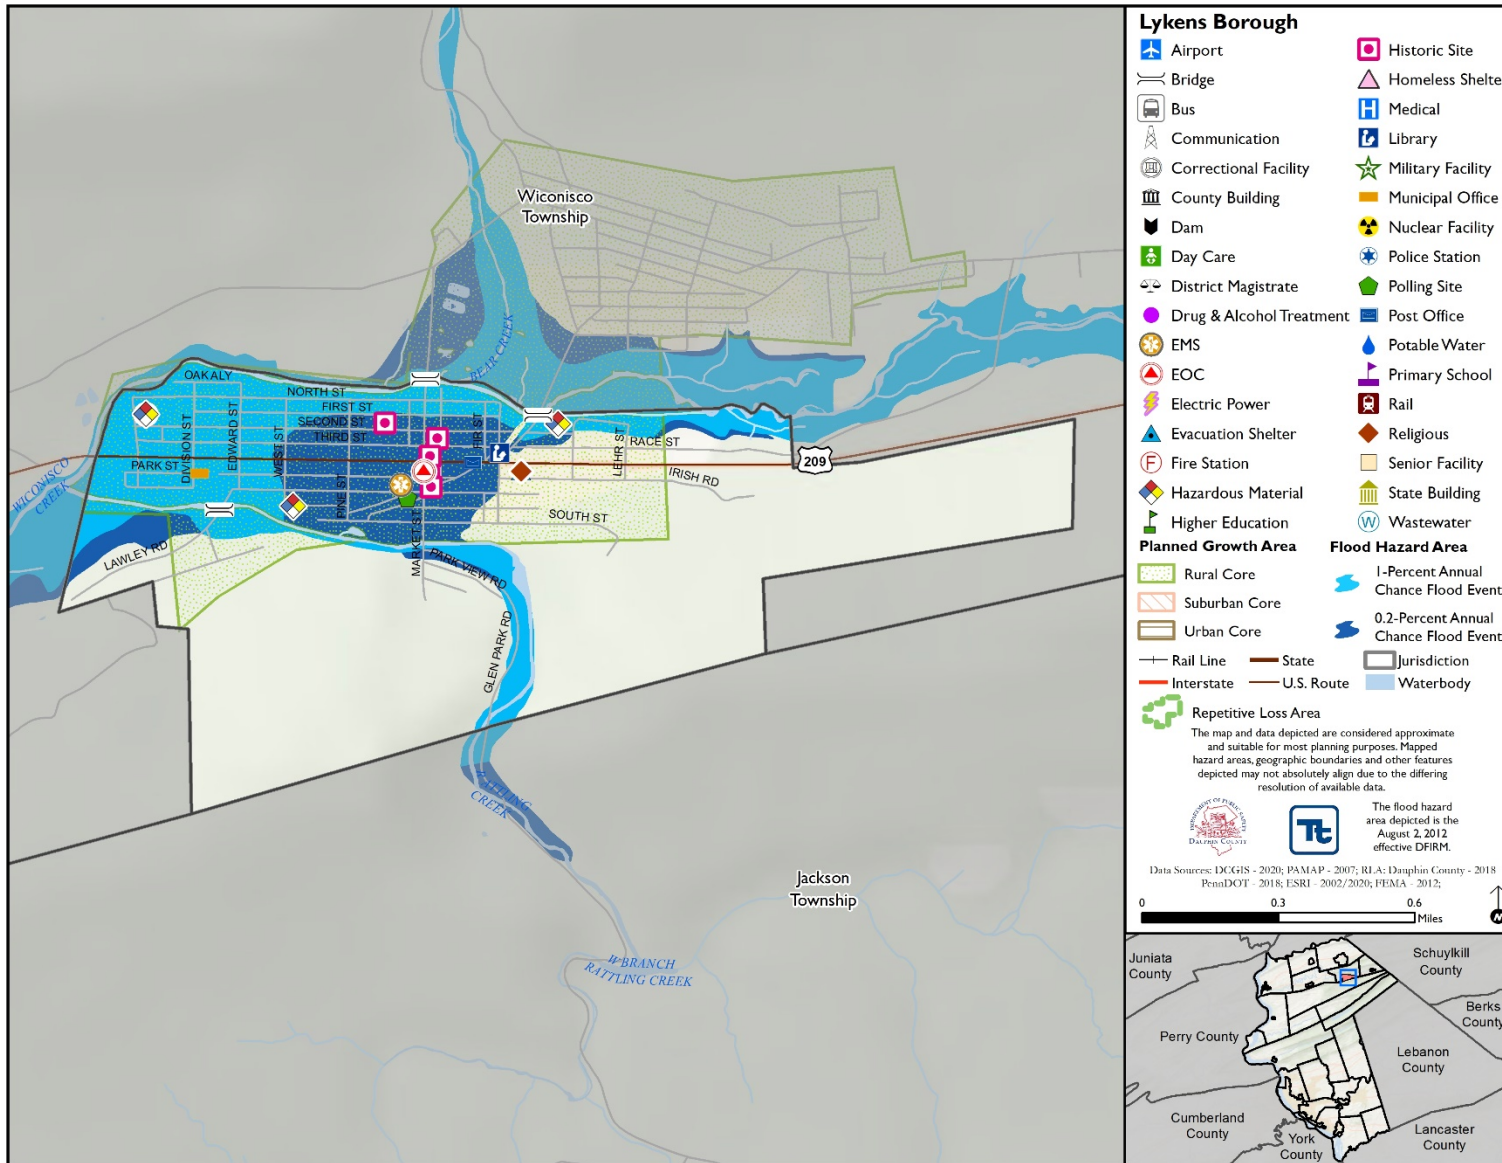 Wiconisco
Township
BEAR CREEK
OAKALY
NORTH ST
FIRST ST
SECOND ST
THIRD ST
PARK ST
DIVISION ST
EDWARD ST
WEST ST
PINE ST
MARKET ST
FIR ST
LEHR ST
RACE ST
IRISH RD
209
SOUTH ST
WICONISCO
CREEK
LAWLEY RD
PARK VIEW RD
GLEN PARK RD
RATTLING
CREEK
Jackson
Township
W BRANCH
RATTLING CREEK
Lykens Borough
Airport
Bridge
Bus
Communication
Correctional Facility
County Building
Dam
Day Care
District Magistrate
Drug & Alcohol Treatment
EMS
EOC
Electric Power
Evacuation Shelter
F Fire Station
Hazardous Material
Higher Education
Historic Site
Homeless Shelte
H Medical
Library
Military Facility
Municipal Office
Nuclear Facility
Police Station
Polling Site
Post Office
Potable Water
Primary School
Rail
Religious
Senior Facility
State Building
W Wastewater
Planned Growth Area
Rural Core
Suburban Core
Urban Core
Flood Hazard Area
1-Percent Annual
Chance Flood Event
0.2-Percent Annual
Chance Flood Event
Rail Line
State
Jurisdiction
Interstate
U.S. Route
Waterbody
Repetitive Loss Area
The map and data depicted are considered approximate
and suitable for most planning purposes. Mapped
hazard areas, geographic boundaries and other features
depicted may not absolutely align due to the differing
resolution of available data.
DEPARTMENT OF PUBLIC SAFETY
DAUPHIN COUNTY
Tt
The flood hazard
area depicted is the
August 2, 2012
effective DFIRM.
Data Sources: DCGIS - 2020; PAMAP - 2007; RLA: Dauphin County - 2018
PennDOT - 2018; ESRI - 2002/2020; FEMA - 2012;
0 0.3 0.6
Miles
N
Juniata
County
Schuylkill
County
Berks
County
Perry County
Lebanon
County
Cumberland
County
York
County
Lancaster
County